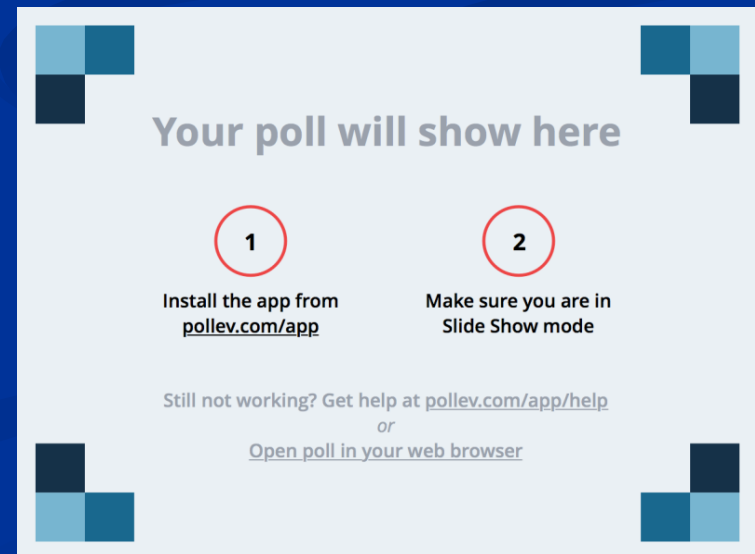 Your poll will show here
1
2
Install the app from
pollev.com/app
Make sure you are in
Slide Show mode
Still not working? Get help at pollev.com/app/help
or
Open poll in your web browser